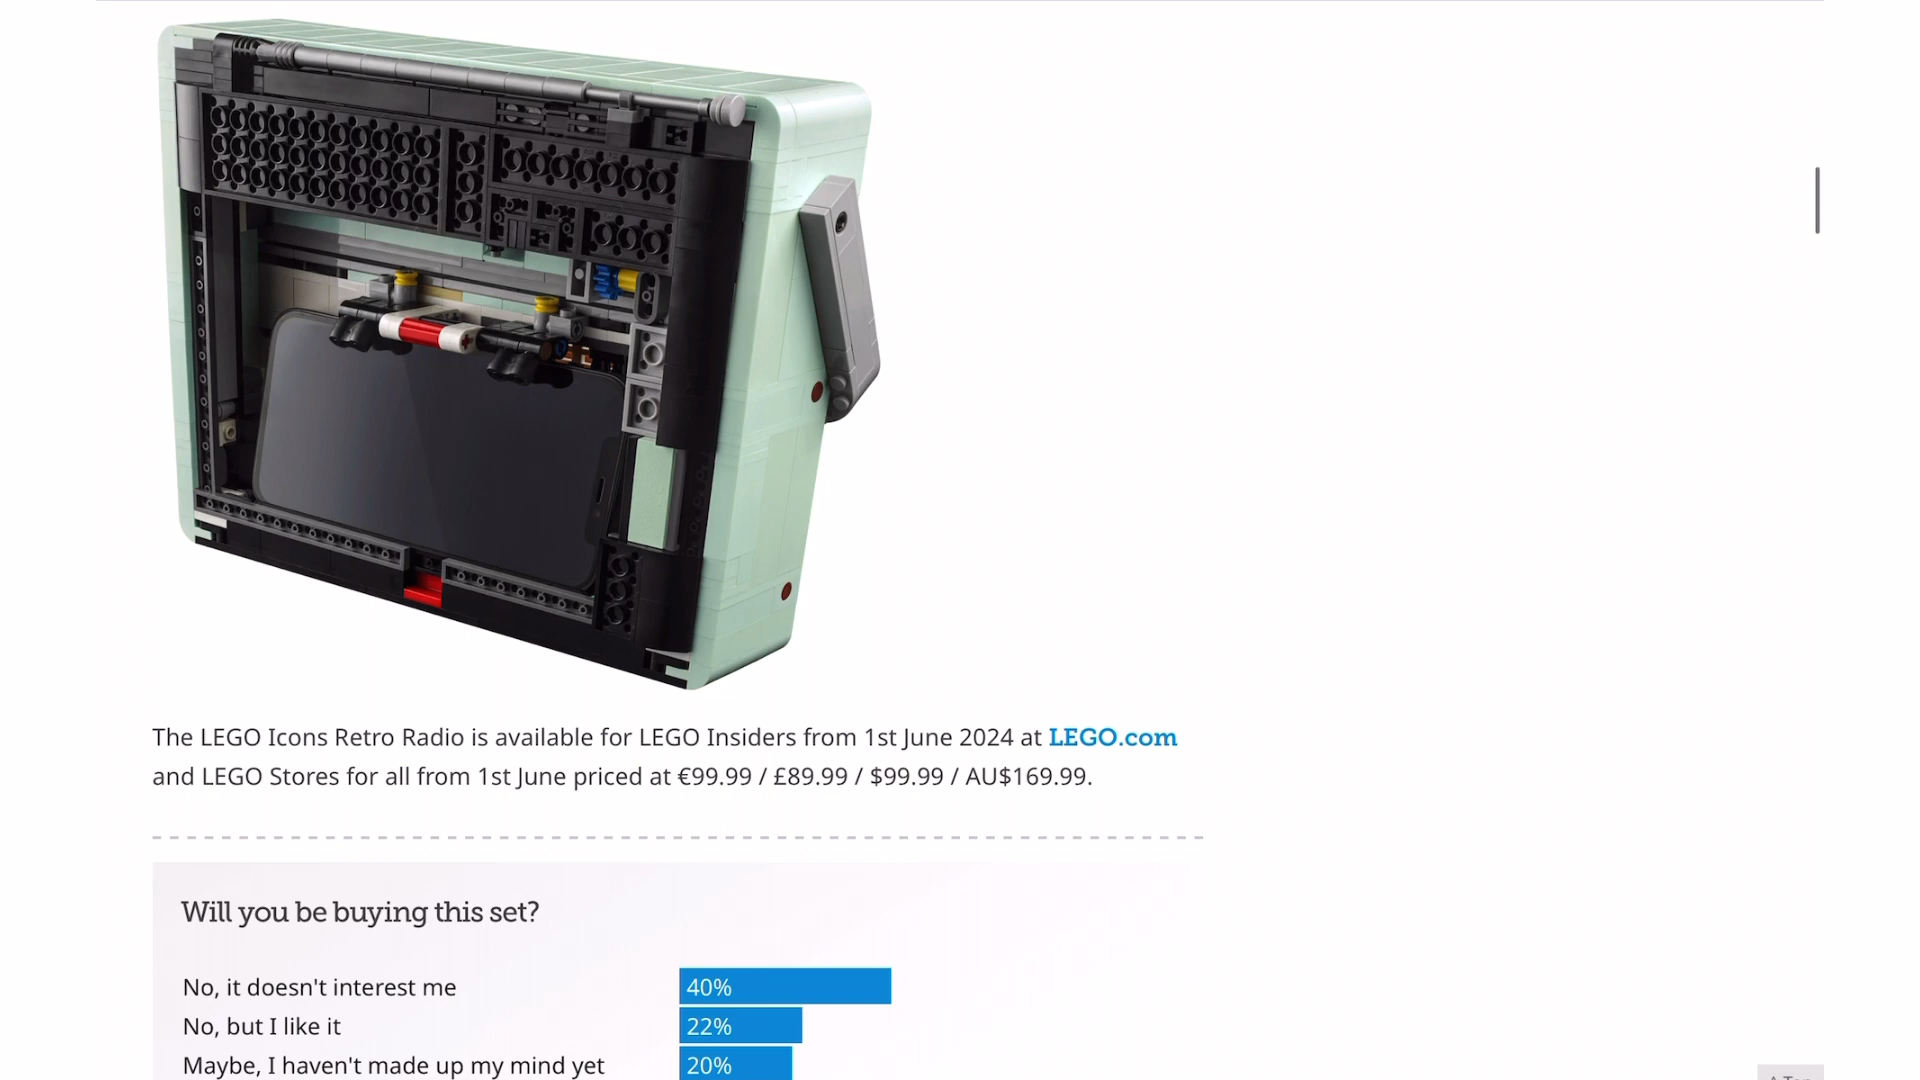 The LEGO Icons Retro Radio is available for LEGO Insiders from 1st June 2024 at LEGO.com
and LEGO Stores for all from 1st June priced at €99.99 / £89.99 / $99.99 / AU$169.99.
Will you be buying this set?
No, it doesn't interest me 40%
No, but I like it 22%
Maybe, I haven't made up my mind yet 20%